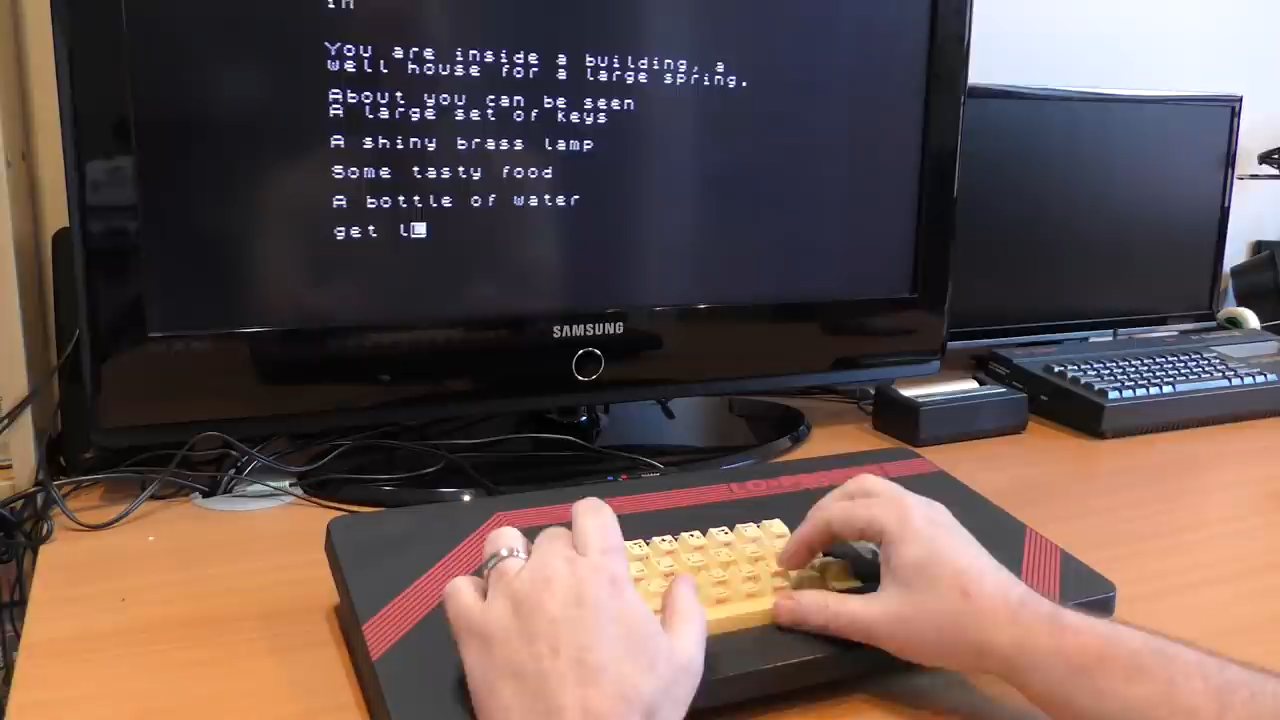 in
You are inside a building, a
well house for a large spring.
About you can be seen
A large set of keys
A shiny brass lamp
Some tasty food
A bottle of water
get l
SAMSUNG